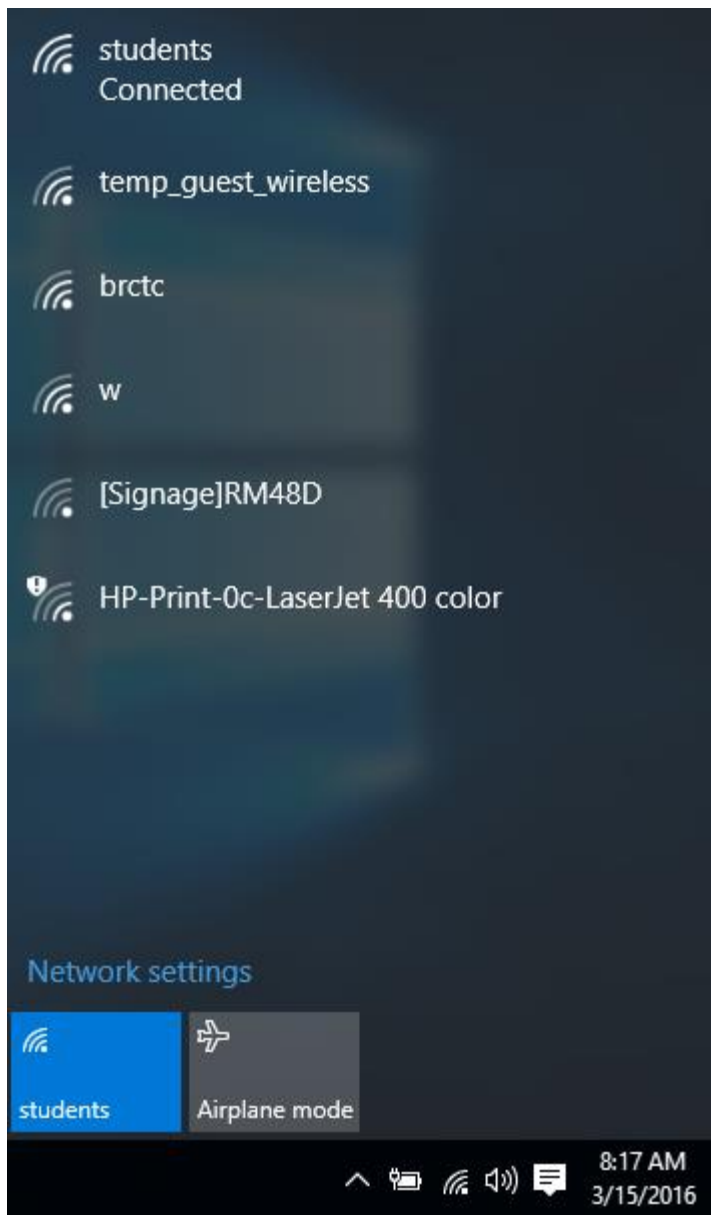 students
Connected
temp_guest_wireless
brctc
w
[Signage]RM48D
HP-Print-0c-LaserJet 400 color
Network settings
students
Airplane mode
8:17 AM
3/15/2016